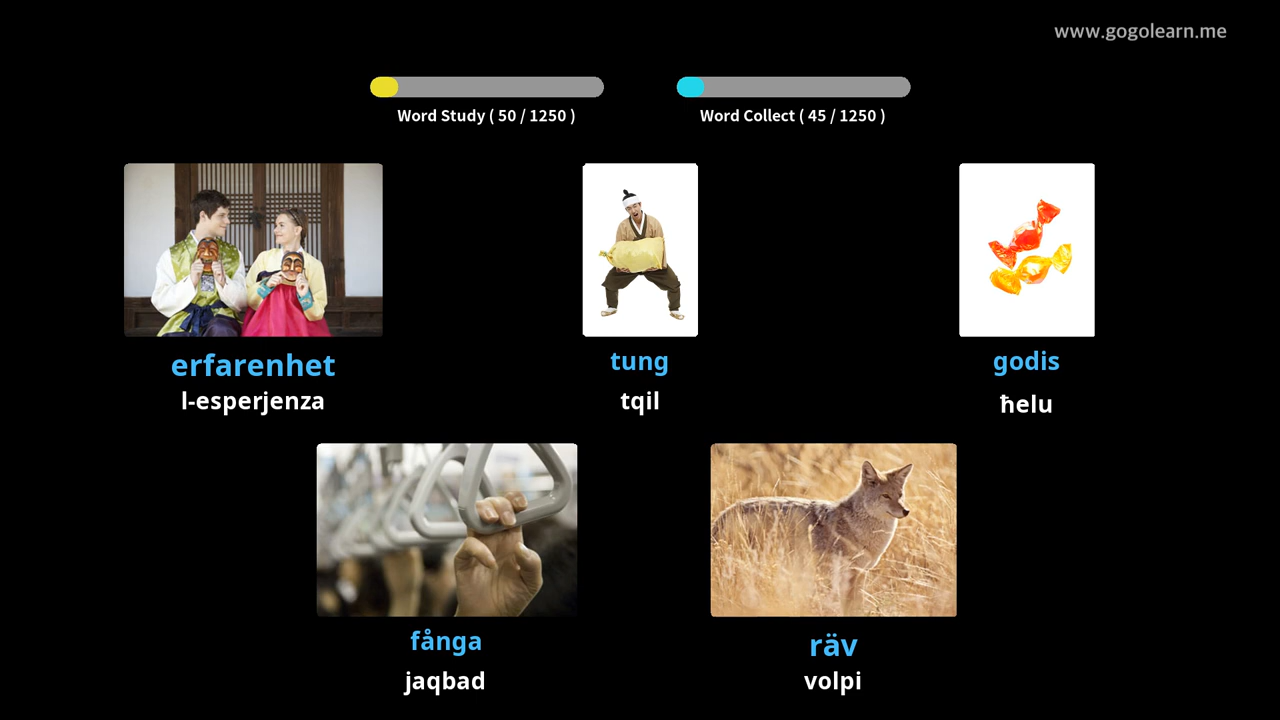 www.gogolearn.me
Word Study ( 50 / 1250 )
Word Collect ( 45 / 1250 )
erfarenhet
l-esperjenza
tung
tqil
godis
ħelu
fånga
jaqbad
räv
volpi